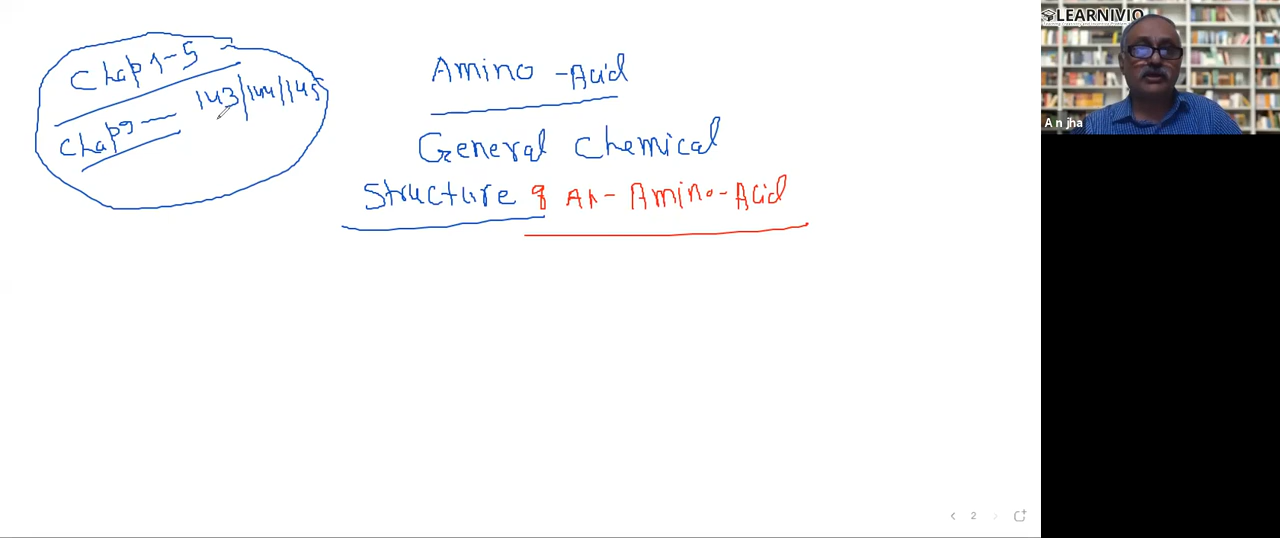 Chap 1-5
Chap 9 — 143/144/145
Amino-Acid
General Chemical
Structure of An-Amino-Acid
LEARNIVIO
A n jha
2